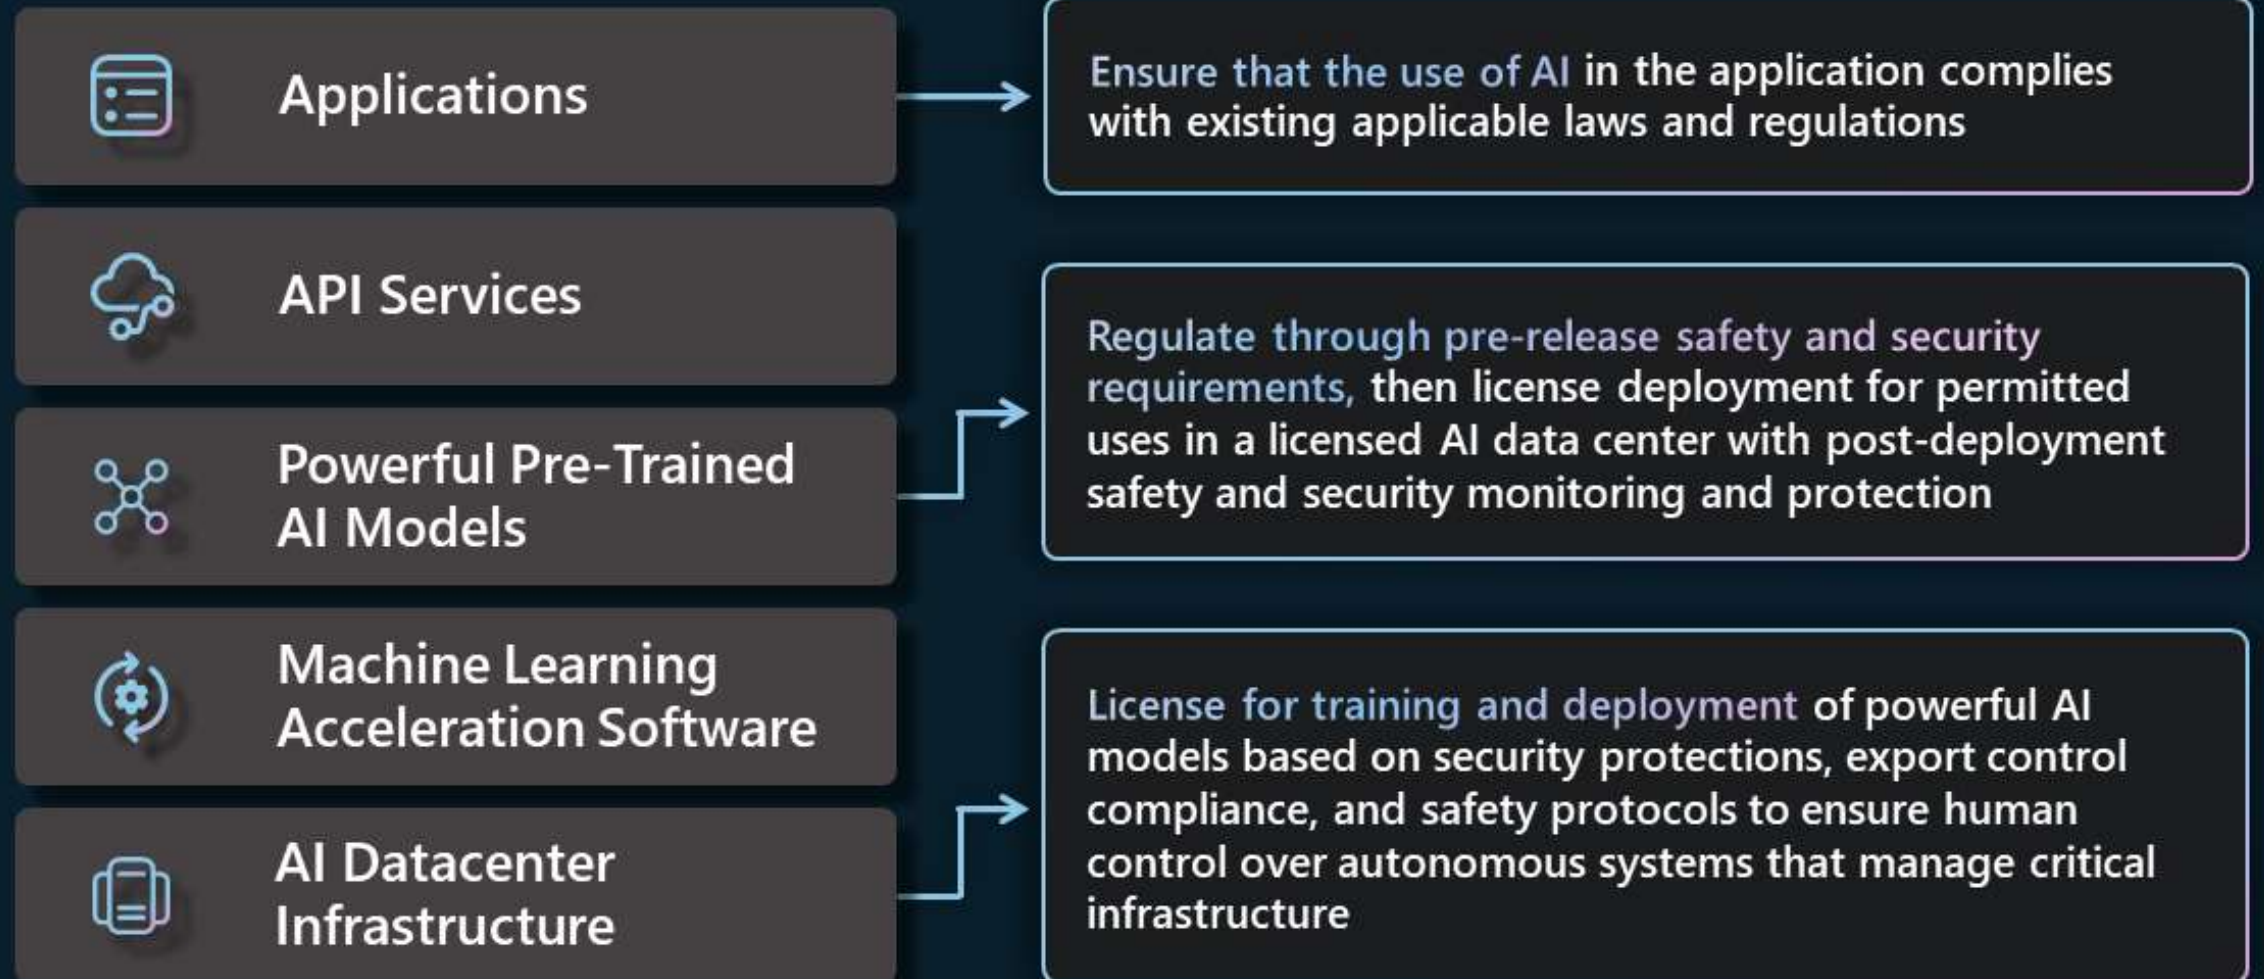 Applications
Ensure that the use of AI in the application complies
with existing applicable laws and regulations
API Services
Regulate through pre-release safety and security
requirements, then license deployment for permitted
uses in a licensed AI data center with post-deployment
safety and security monitoring and protection
Powerful Pre-Trained
AI Models
Machine Learning
Acceleration Software
License for training and deployment of powerful AI
models based on security protections, export control
compliance, and safety protocols to ensure human
control over autonomous systems that manage critical
infrastructure
AI Datacenter
Infrastructure